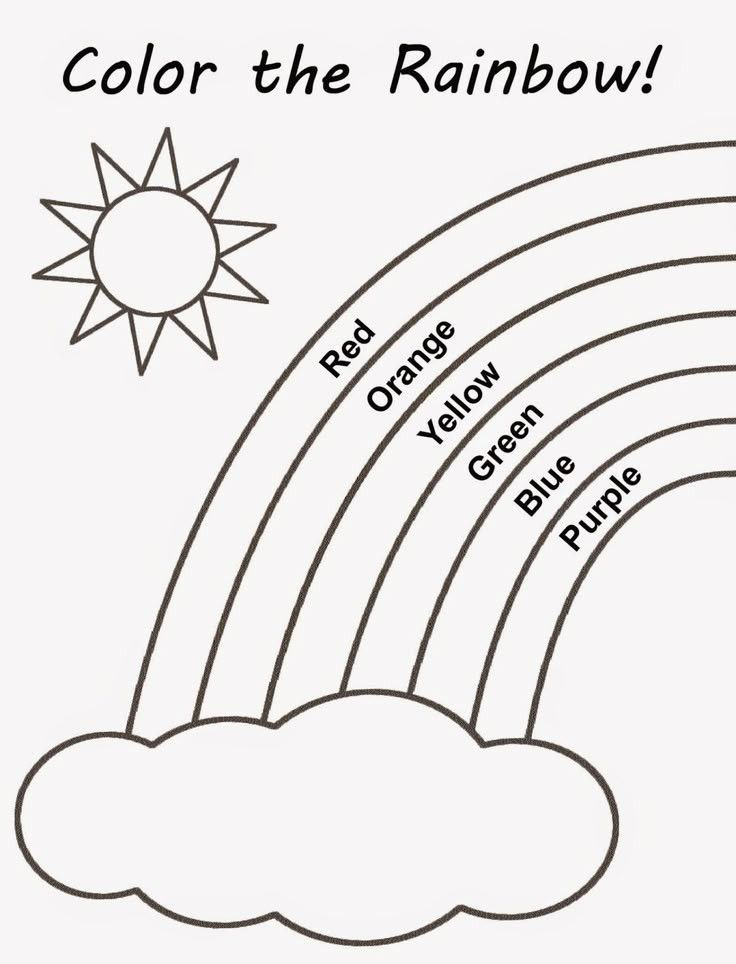 Color the Rainbow!
Red
Orange
Yellow
Green
Blue
Purple